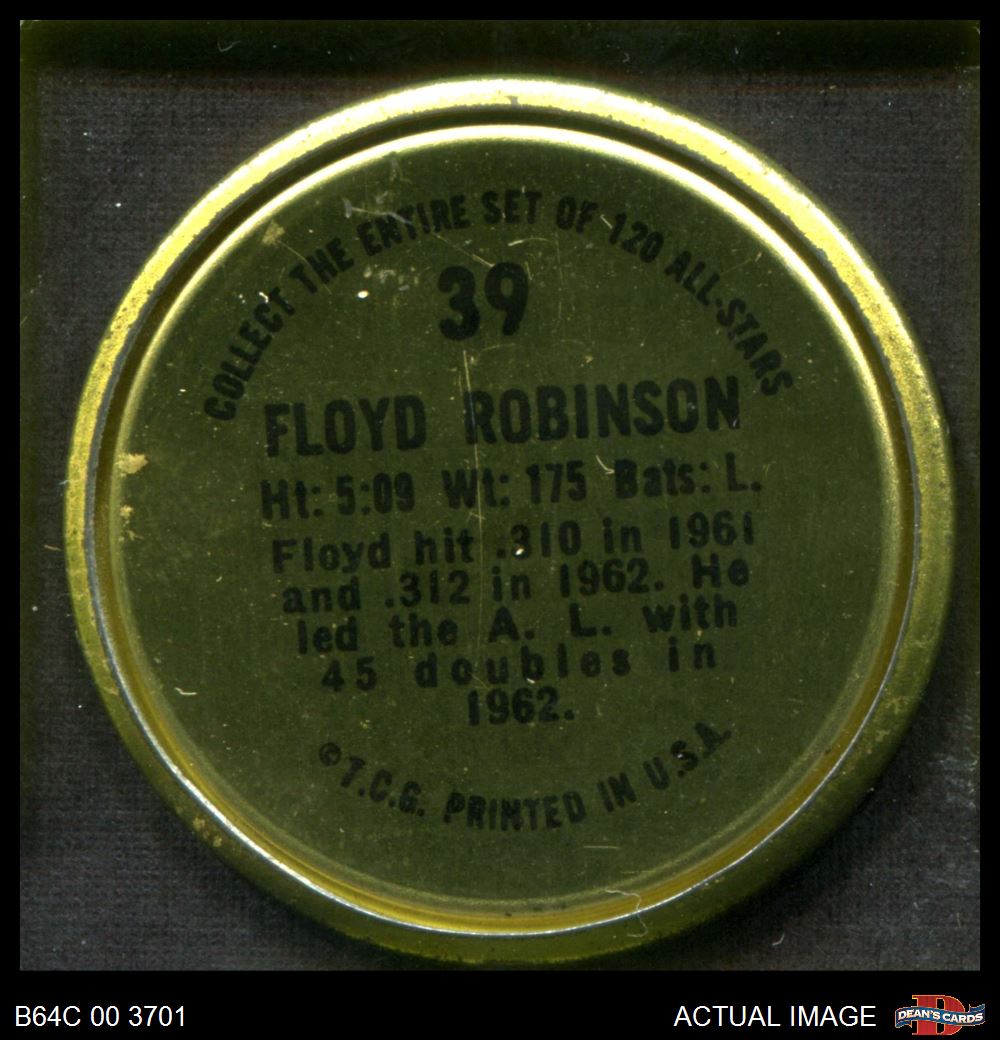 COLLECT THE ENTIRE SET OF 120 ALL-STARS
39
FLOYD ROBINSON
Ht: 5:09 Wt: 175 Bats: L.
Floyd hit .310 in 1961
and .312 in 1962. He
led the A. L. with
45 doubles in
1962.
©T.C.G. PRINTED IN U.S.A.
B64C 00 3701
ACTUAL IMAGE
D
DEAN'S CARDS